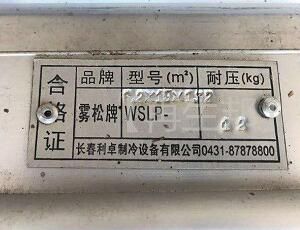 合格证
品牌 型号(m²) 耐压(kg)
雾松牌 WSLP-
长春利卓制冷设备有限公司0431-87878800